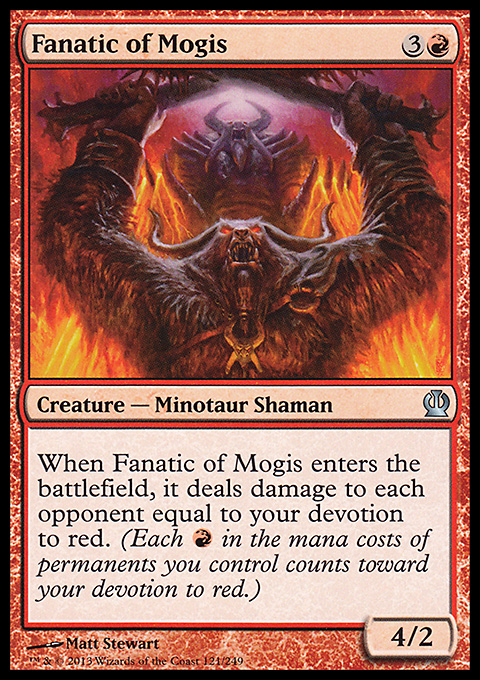 Fanatic of Mogis 3
Creature — Minotaur Shaman
When Fanatic of Mogis enters the
battlefield, it deals damage to each
opponent equal to your devotion
to red. (Each in the mana costs of
permanents you control counts toward
your devotion to red.)
Matt Stewart
4/2
™ & © 2013 Wizards of the Coast 121/249